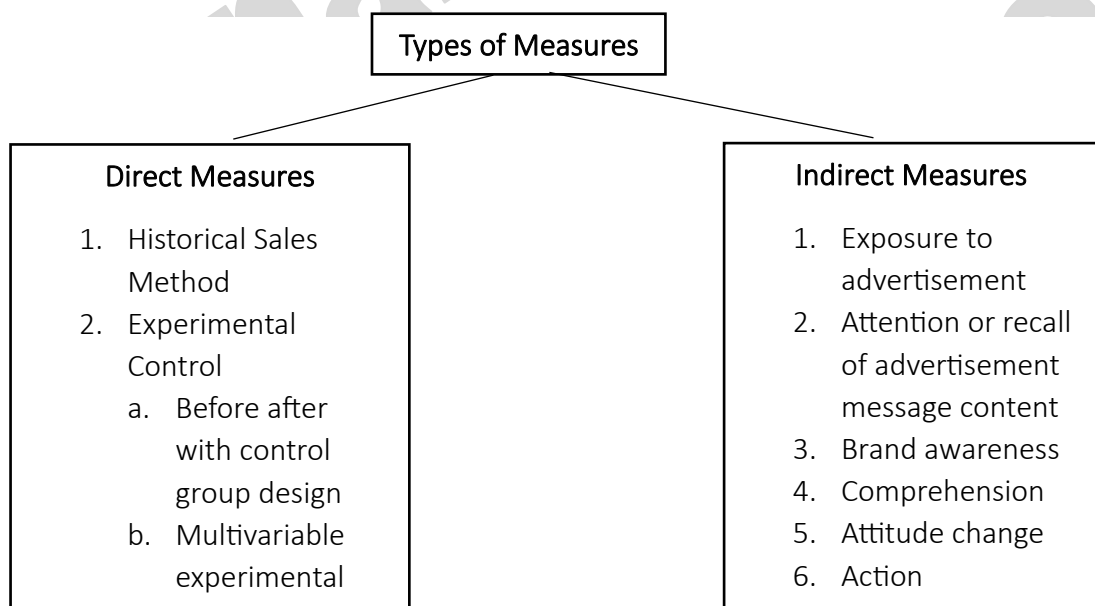 Types of Measures
Direct Measures
1. Historical Sales
Method
2. Experimental
Control
a. Before after
with control
group design
b. Multivariable
experimental
Indirect Measures
1. Exposure to
advertisement
2. Attention or recall
of advertisement
message content
3. Brand awareness
4. Comprehension
5. Attitude change
6. Action